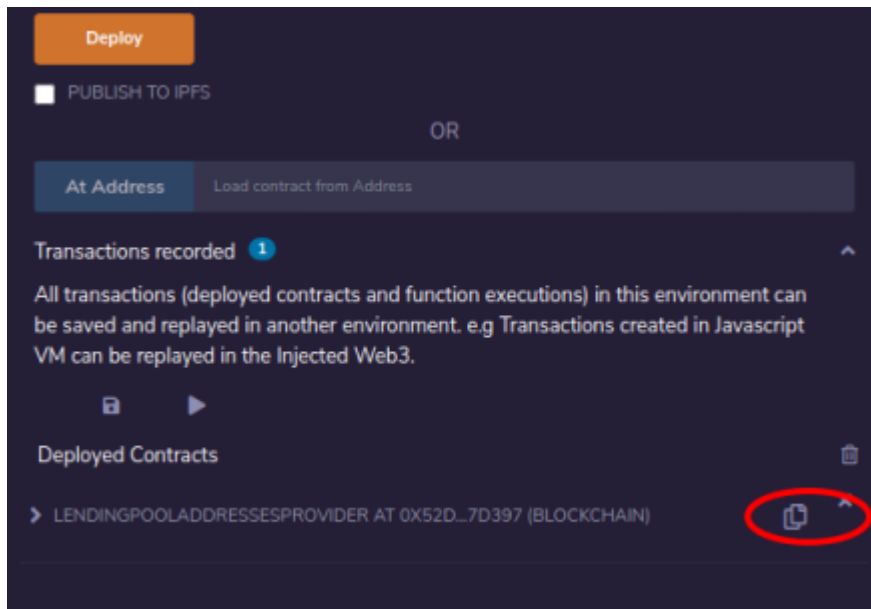 Deploy
PUBLISH TO IPFS
OR
At Address
Load contract from Address
Transactions recorded 1
All transactions (deployed contracts and function executions) in this environment can
be saved and replayed in another environment. e.g Transactions created in Javascript
VM can be replayed in the Injected Web3.
Deployed Contracts
LENDINGPOOLADDRESSESPROVIDER AT 0X52D...7D397 (BLOCKCHAIN)